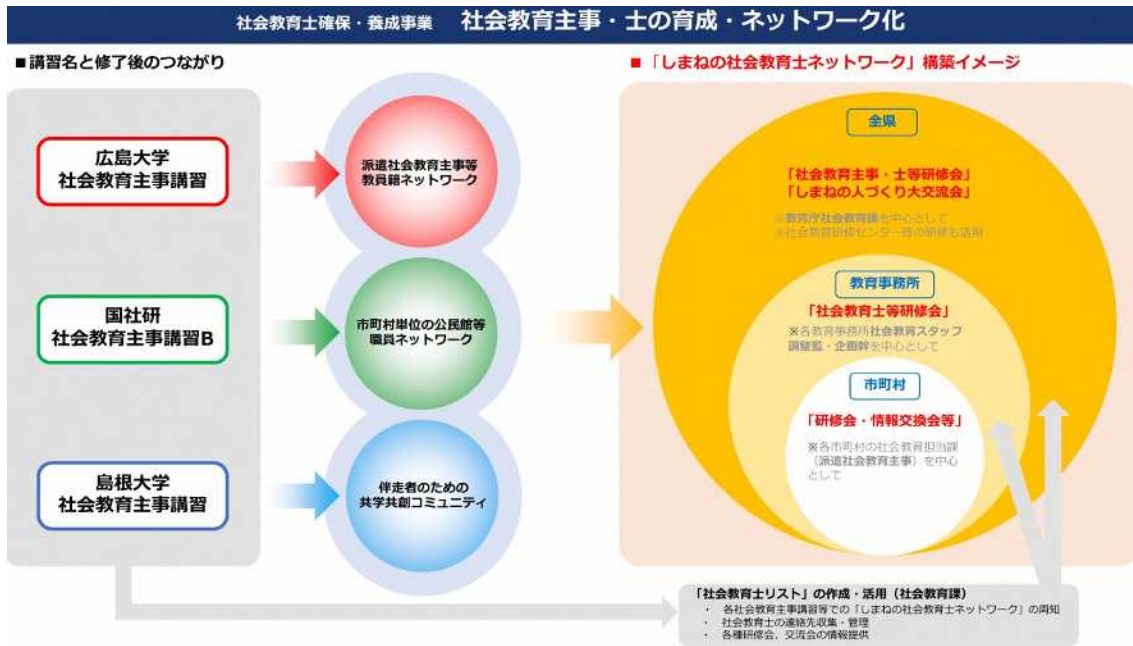 社会教育士確保・養成事業 社会教育主事・士の育成・ネットワーク化
■講習名と修了後のつながり
広島大学
社会教育主事講習
国社研
社会教育主事講習B
島根大学
社会教育主事講習
派遣社会教育主事等
教員籍ネットワーク
市町村単位の公民館等
職員ネットワーク
伴走者のための
共学共創コミュニティ
■「しまねの社会教育士ネットワーク」構築イメージ
全県
「社会教育主事・士等研修会」
「しまねの人づくり大交流会」
※教育庁社会教育課を中心として
※社会教育研修センター等の研修も活用
教育事務所
「社会教育士等研修会」
※各教育事務所社会教育スタッフ
調整監・企画幹を中心として
市町村
「研修会・情報交換会等」
※各市町村の社会教育担当課
（派遣社会教育主事）を中心
として
「社会教育士リスト」の作成・活用（社会教育課）
・ 各社会教育主事講習等での「しまねの社会教育士ネットワーク」の周知
・ 社会教育士の連絡先収集・管理
・ 各種研修会、交流会の情報提供